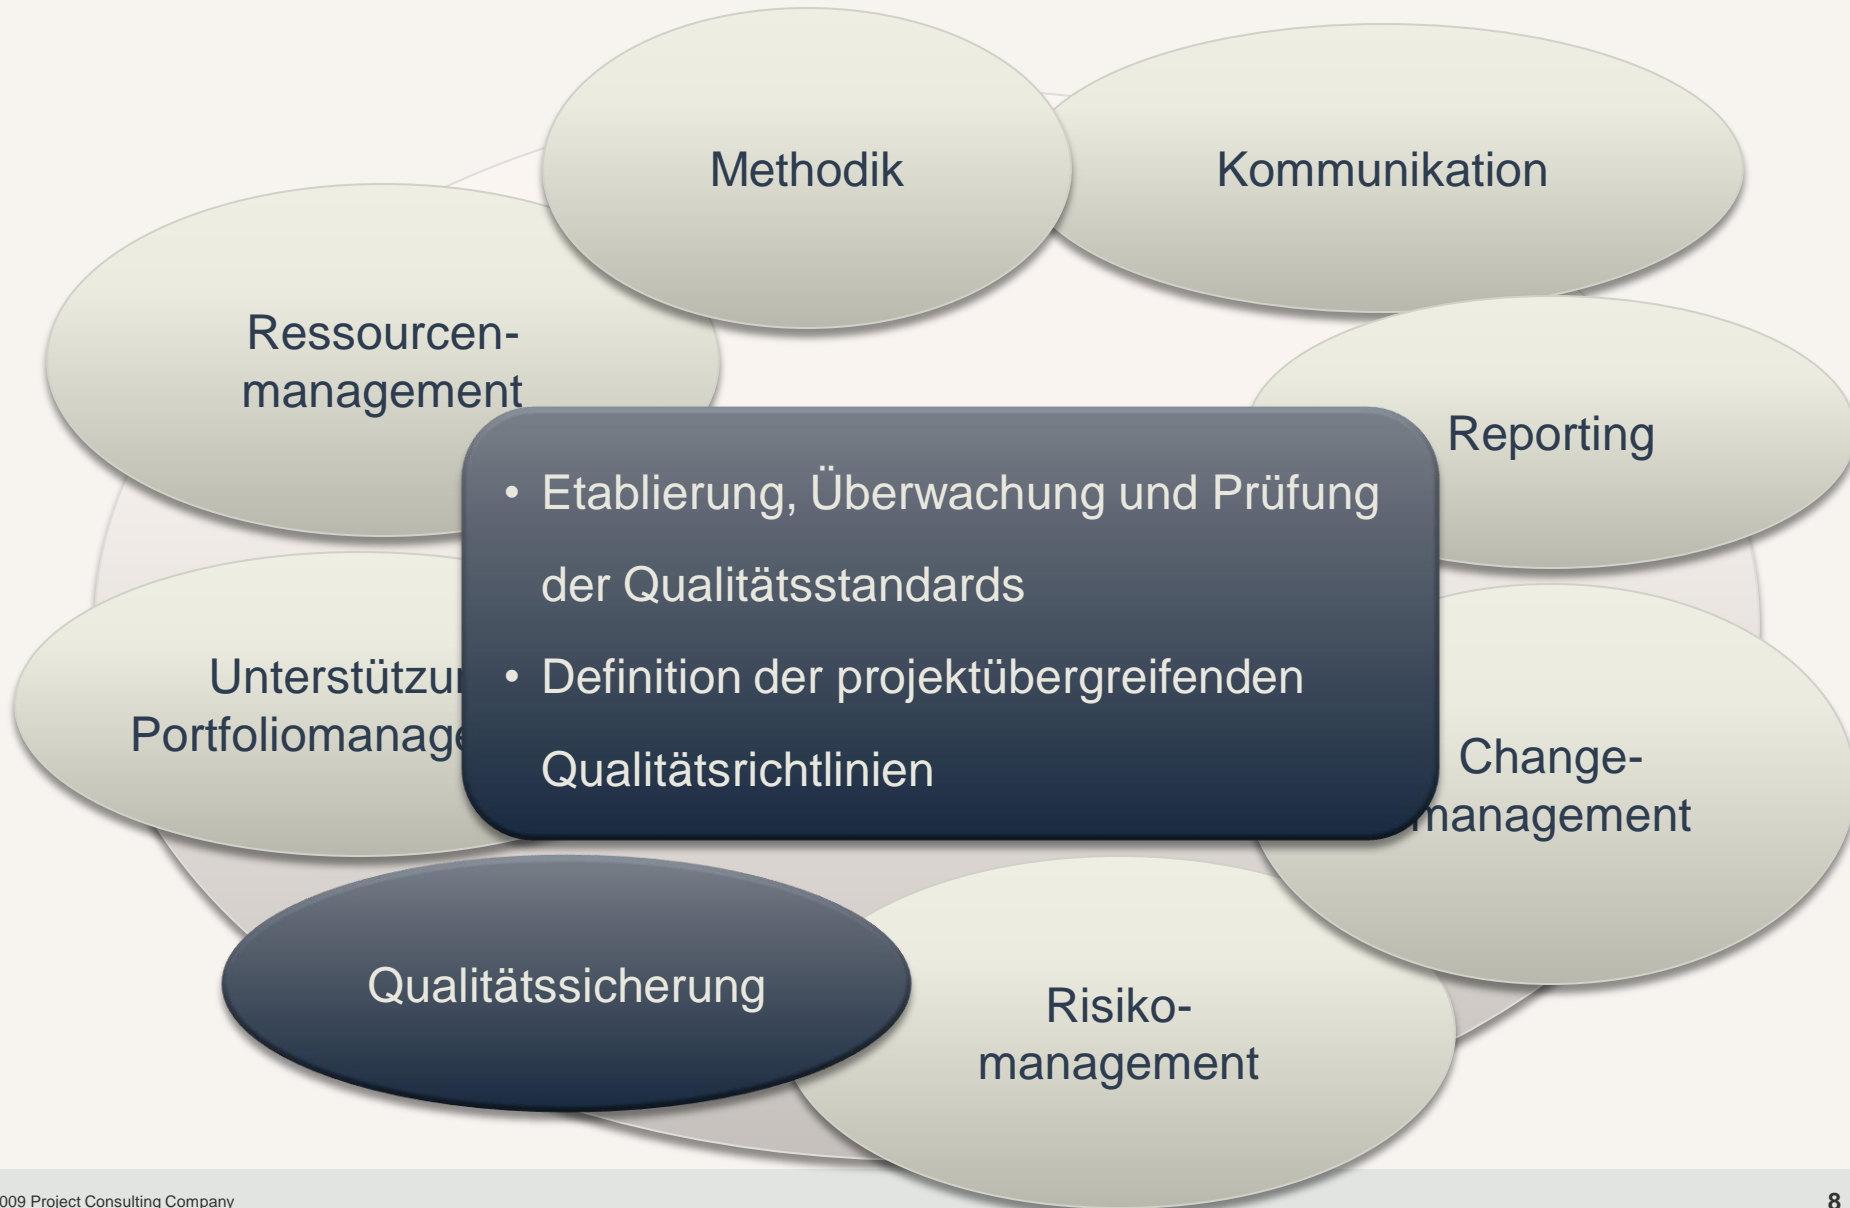 Methodik
Kommunikation
Ressourcen-
management
Reporting
• Etablierung, Überwachung und Prüfung
der Qualitätsstandards
• Definition der projektübergreifenden
Qualitätsrichtlinien
Change-
management
Qualitätssicherung
Risiko-
management
009 Project Consulting Company
8